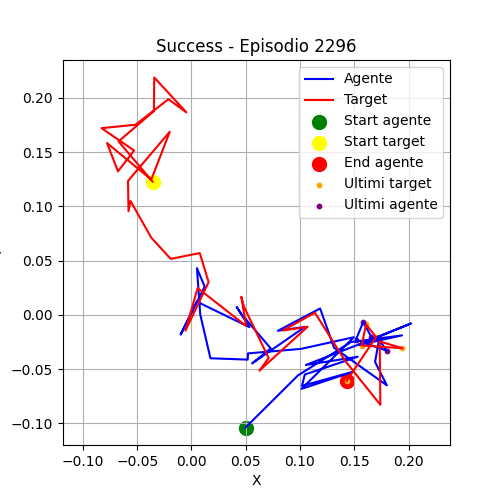 Success - Episodio 2296
Agente
Target
Start agente
Start target
End agente
Ultimi target
Ultimi agente
0.20
0.15
0.10
0.05
0.00
−0.05
−0.10
−0.10 −0.05 0.00 0.05 0.10 0.15 0.20
X